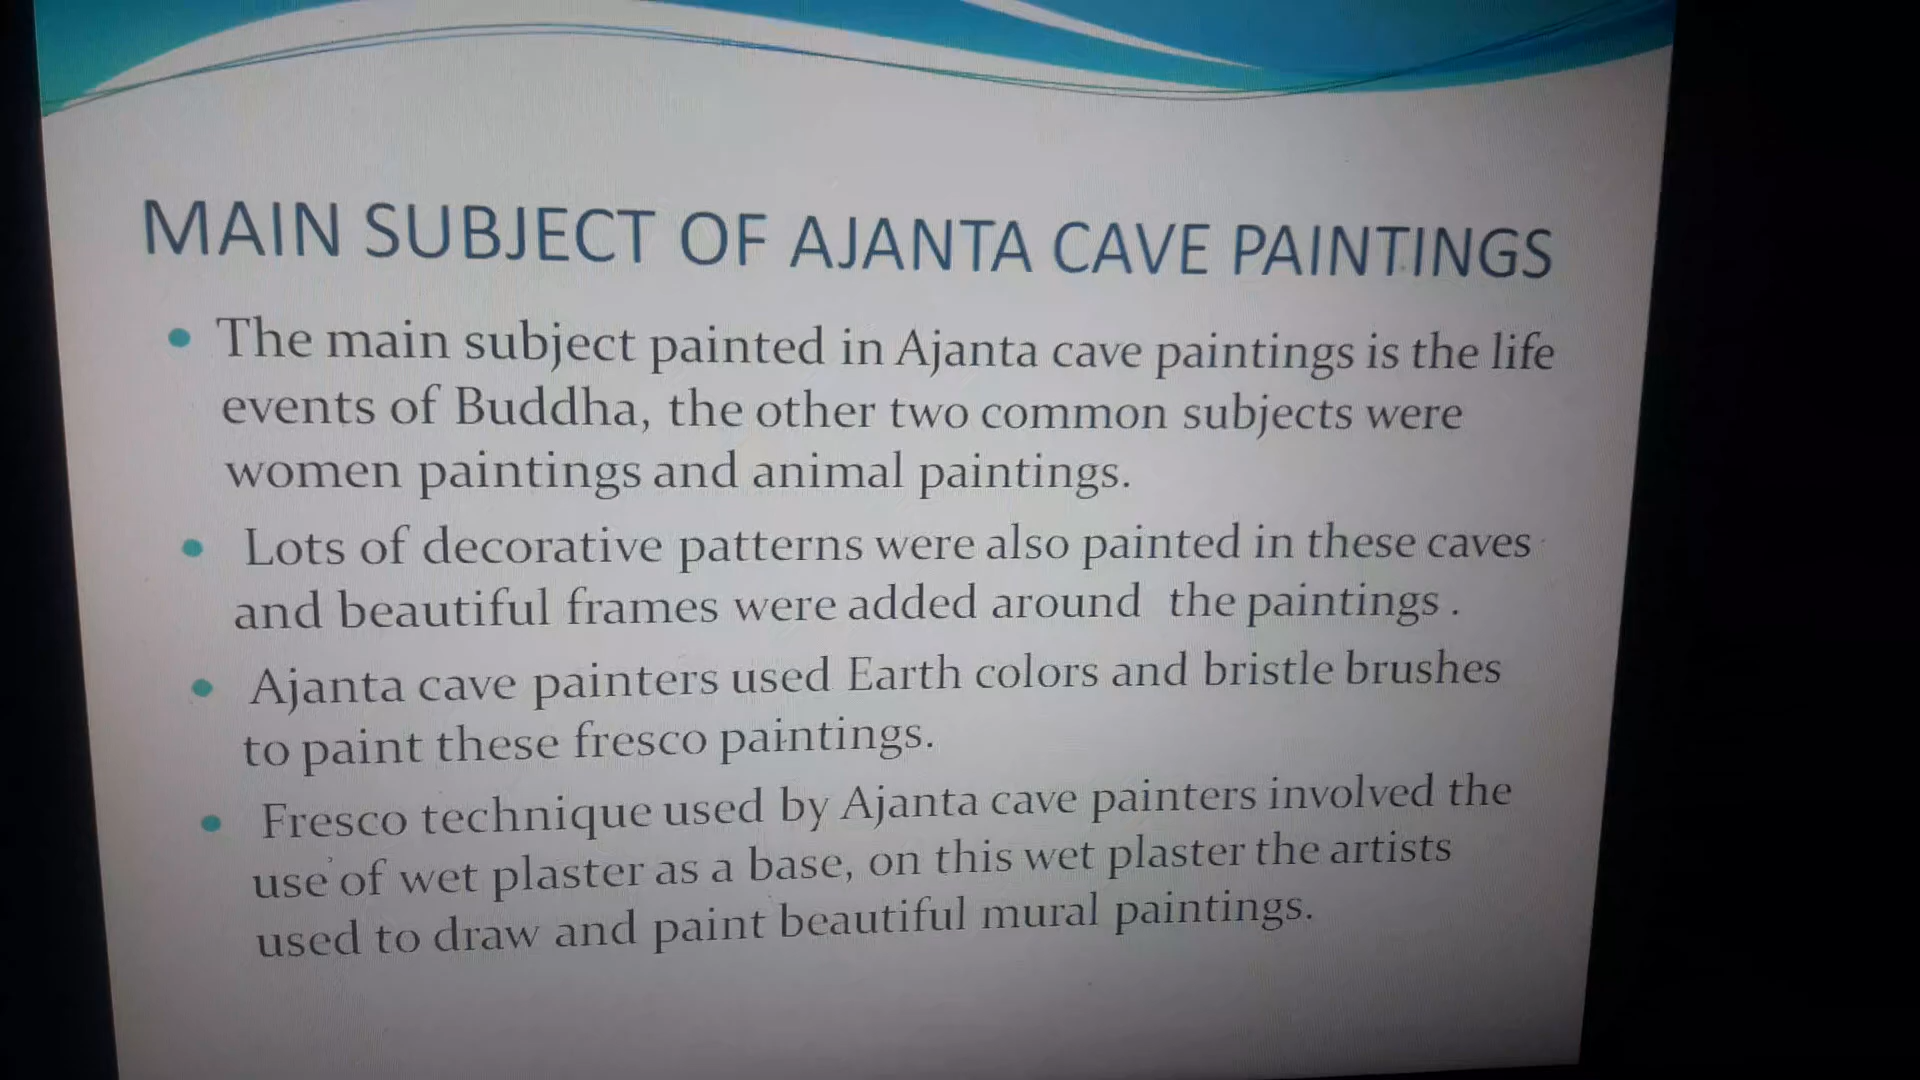 MAIN SUBJECT OF AJANTA CAVE PAINTINGS
• The main subject painted in Ajanta cave paintings is the life
events of Buddha, the other two common subjects were
women paintings and animal paintings.
• Lots of decorative patterns were also painted in these caves
and beautiful frames were added around the paintings .
• Ajanta cave painters used Earth colors and bristle brushes
to paint these fresco paintings.
• Fresco technique used by Ajanta cave painters involved the
use of wet plaster as a base, on this wet plaster the artists
used to draw and paint beautiful mural paintings.